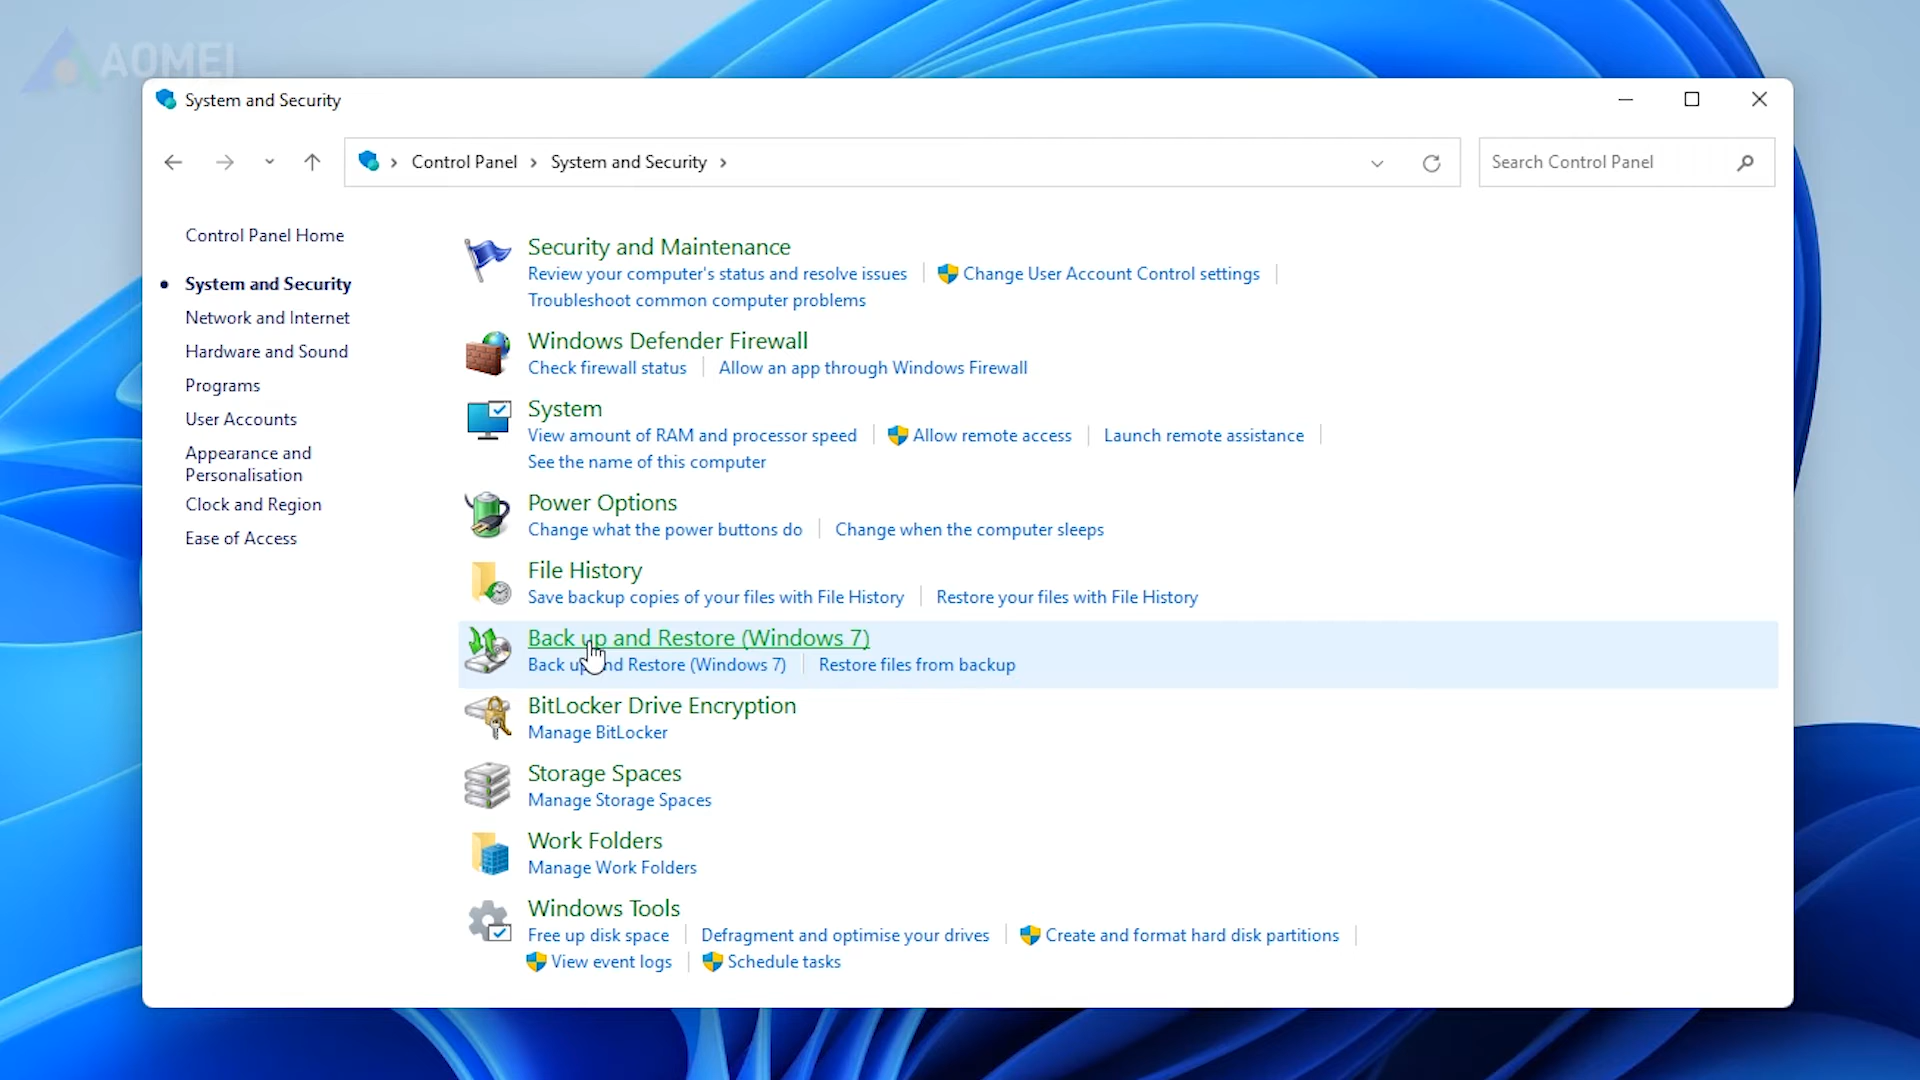 AOMEI
System and Security
Control Panel System and Security
Search Control Panel
Control Panel Home
System and Security
Network and Internet
Hardware and Sound
Programs
User Accounts
Appearance and
Personalisation
Clock and Region
Ease of Access
Security and Maintenance
Review your computer's status and resolve issues Change User Account Control settings
Troubleshoot common computer problems
Windows Defender Firewall
Check firewall status Allow an app through Windows Firewall
System
View amount of RAM and processor speed Allow remote access Launch remote assistance
See the name of this computer
Power Options
Change what the power buttons do Change when the computer sleeps
File History
Save backup copies of your files with File History Restore your files with File History
Back up and Restore (Windows 7)
Back up and Restore (Windows 7) Restore files from backup
BitLocker Drive Encryption
Manage BitLocker
Storage Spaces
Manage Storage Spaces
Work Folders
Manage Work Folders
Windows Tools
Free up disk space Defragment and optimise your drives Create and format hard disk partitions
View event logs Schedule tasks